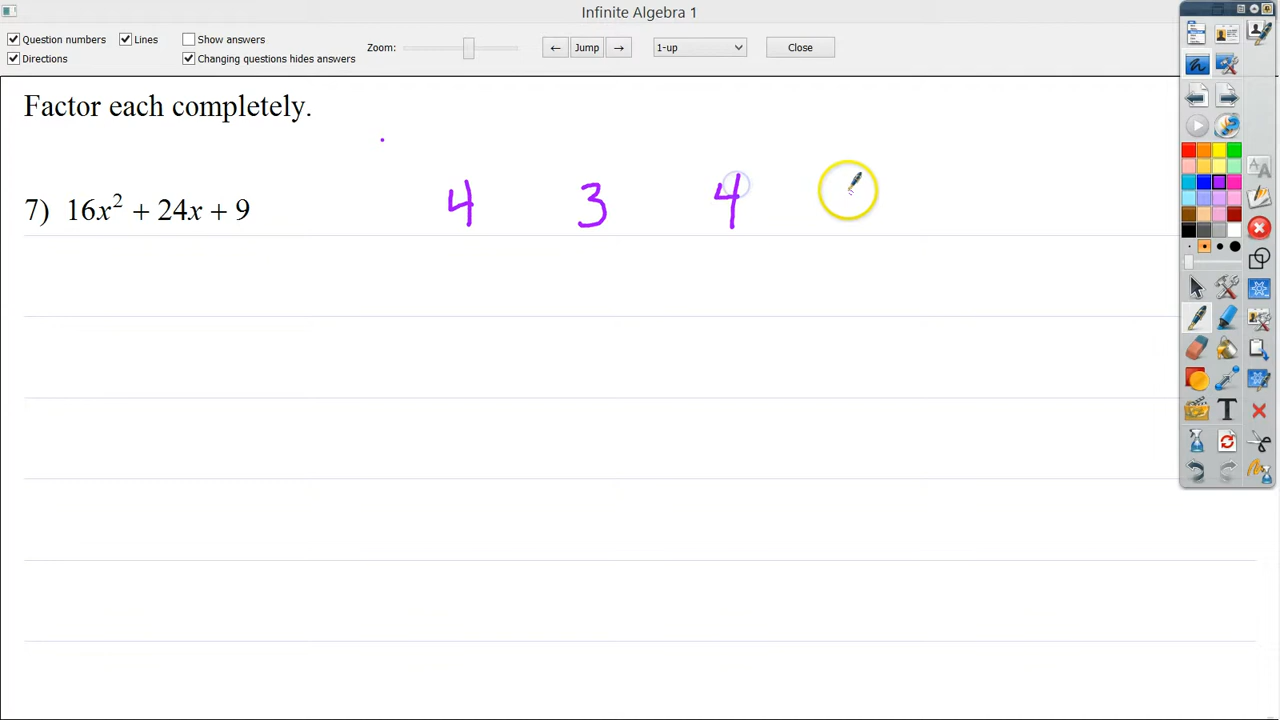 Infinite Algebra 1
Question numbers Lines Show answers Zoom: ← Jump → 1-up Close
Directions Changing questions hides answers
Factor each completely.
7) 16x² + 24x + 9 4 3 4